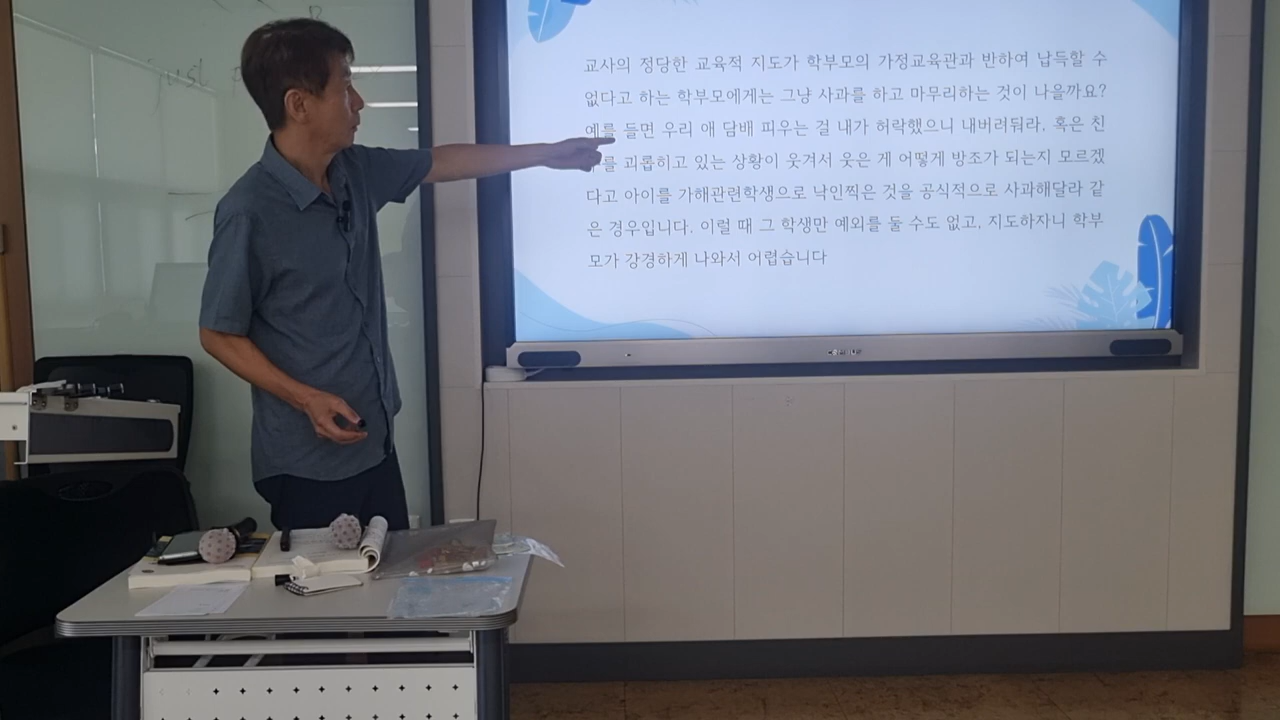 교사의 정당한 교육적 지도가 학부모의 가정교육관과 반하여 납득할 수
없다고 하는 학부모에게는 그냥 사과를 하고 마무리하는 것이 나을까요?
예를 들면 우리 애 담배 피우는 걸 내가 허락했으니 내버려둬라, 혹은 친
를 괴롭히고 있는 상황이 웃겨서 웃은 게 어떻게 방조가 되는지 모르겠
다고 아이를 가해관련학생으로 낙인찍은 것을 공식적으로 사과해달라 같
은 경우입니다. 이럴 때 그 학생만 예외를 둘 수도 없고, 지도하자니 학부
모가 강경하게 나와서 어렵습니다